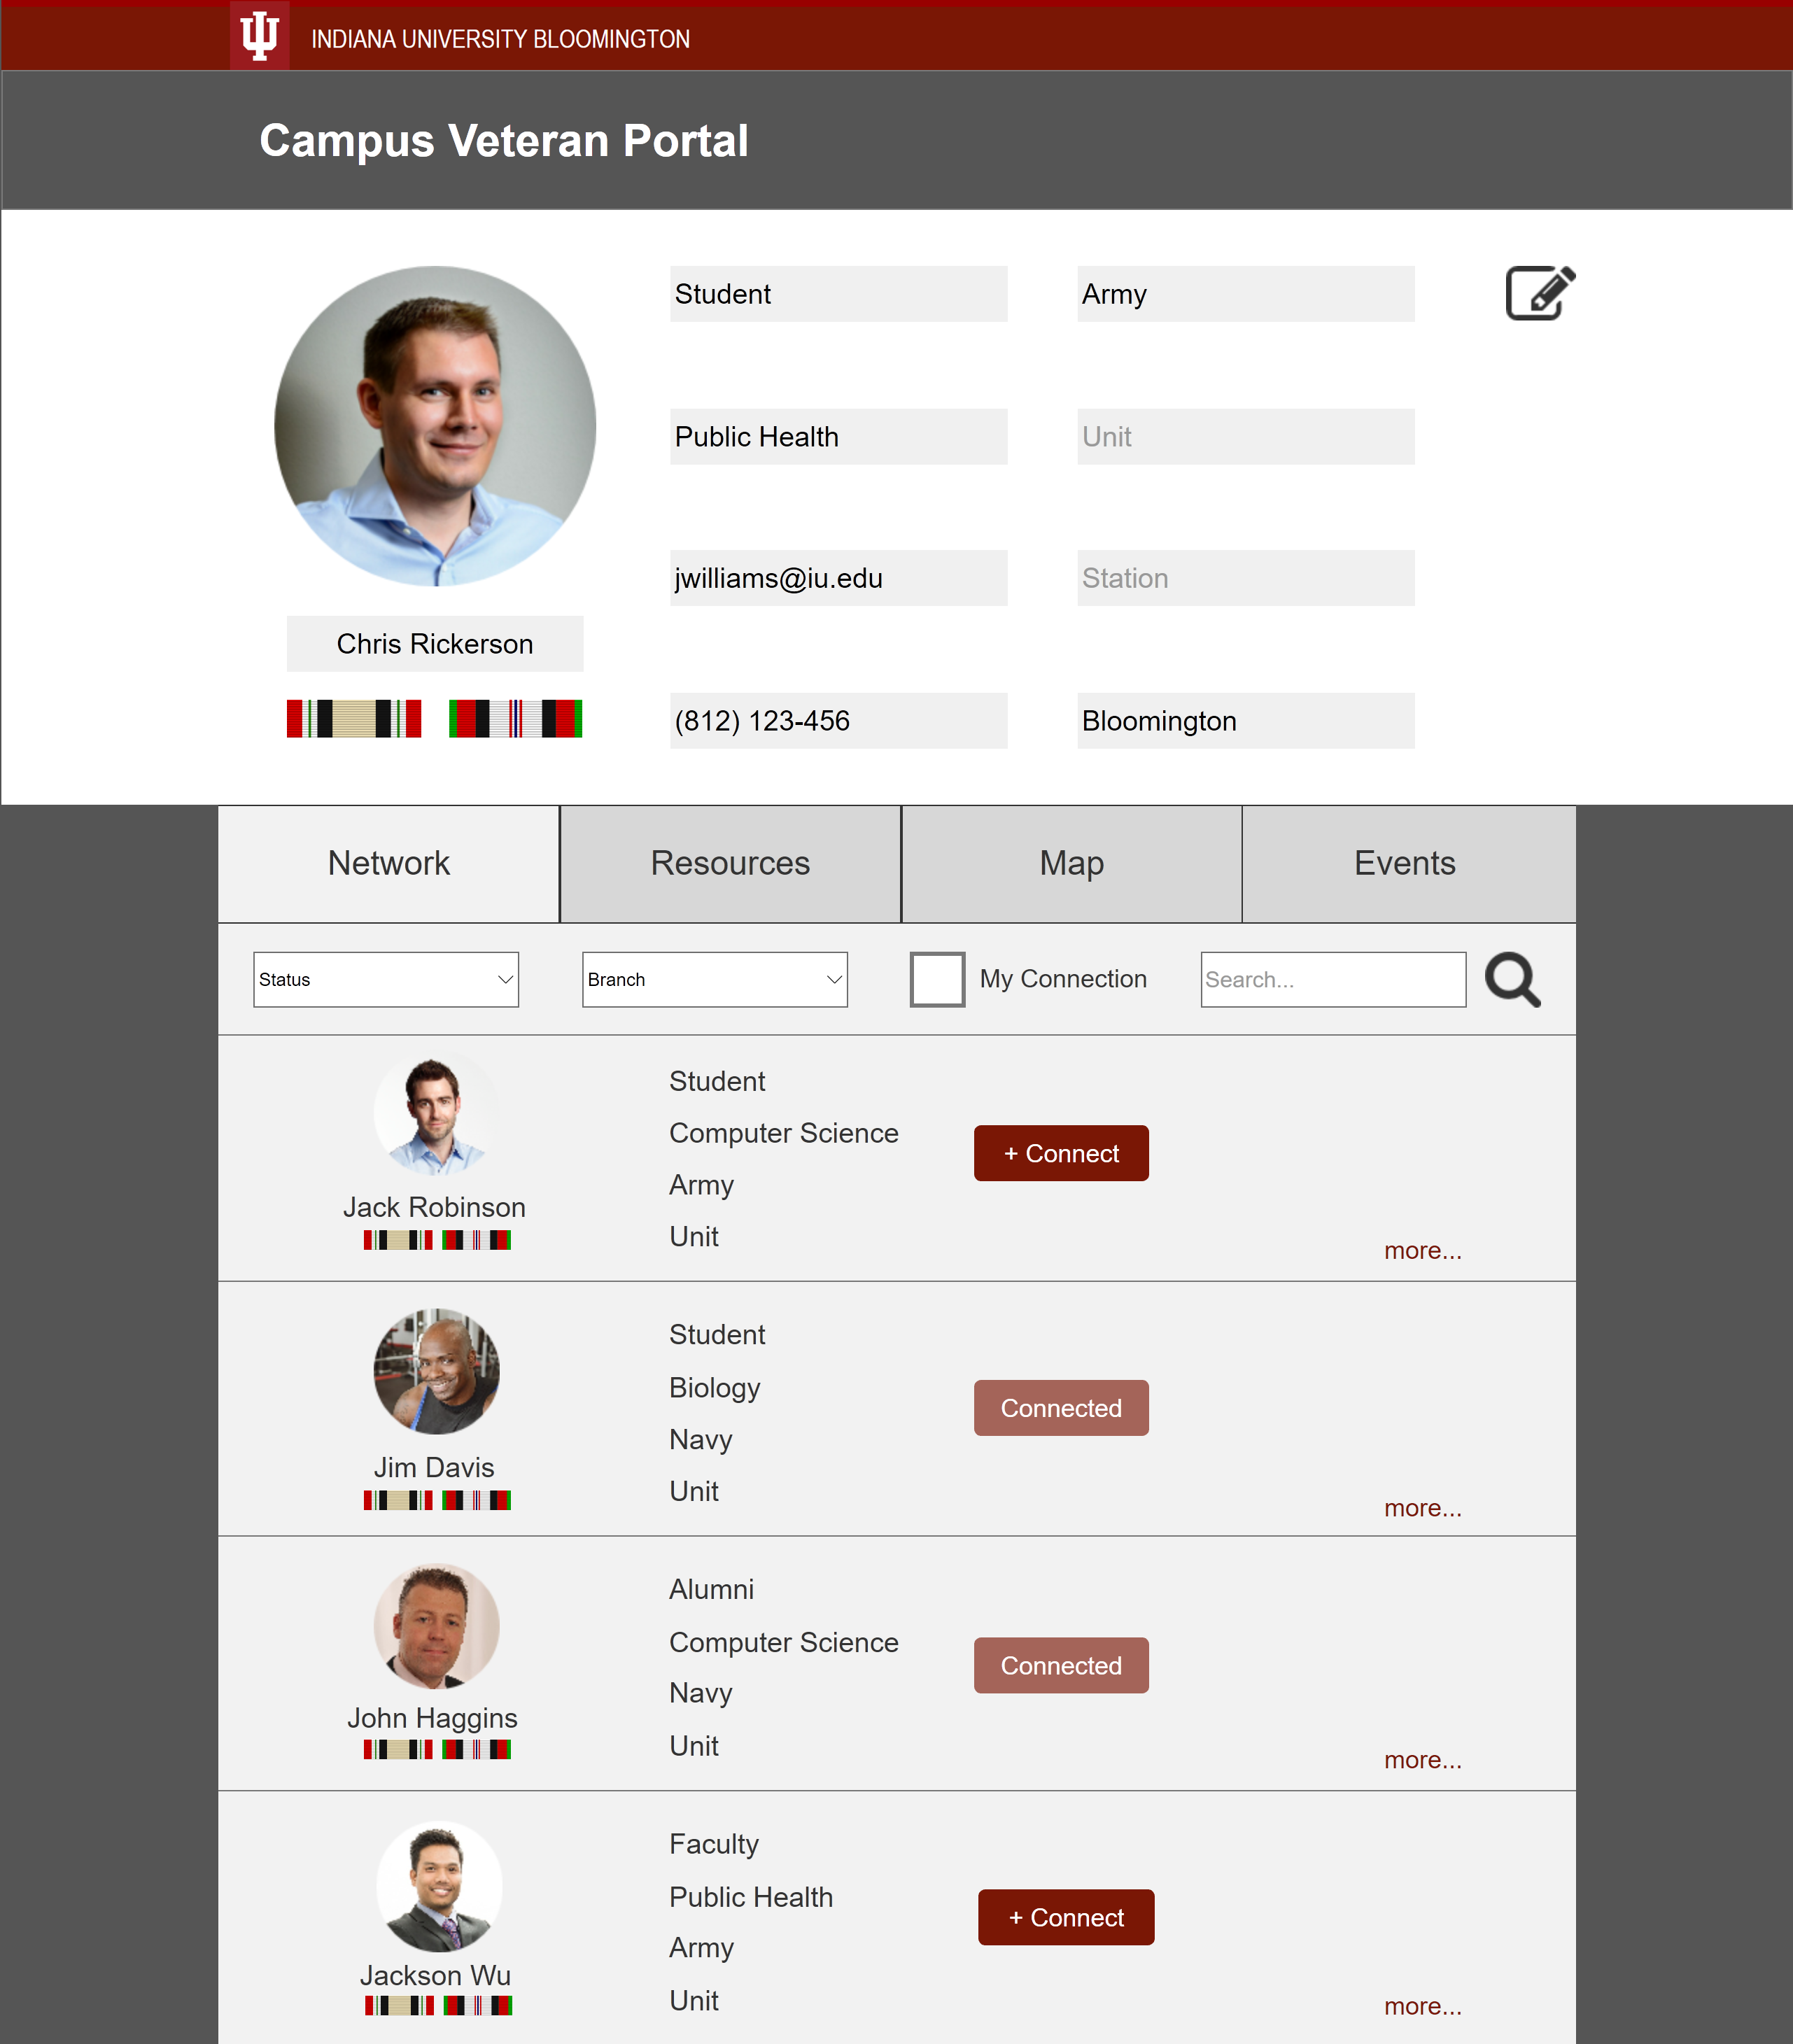 INDIANA UNIVERSITY BLOOMINGTON
Campus Veteran Portal
Student
Army
Public Health
Unit
jwilliams@iu.edu
Station
Chris Rickerson
(812) 123-456
Bloomington
Network
Resources
Map
Events
Status
Branch
My Connection
Search...
Student
Computer Science
+ Connect
Army
Jack Robinson
Unit
more...
Student
Biology
Connected
Navy
Jim Davis
Unit
more...
Alumni
Computer Science
Connected
Navy
John Haggins
Unit
more...
Faculty
Public Health
+ Connect
Army
Jackson Wu
Unit
more...